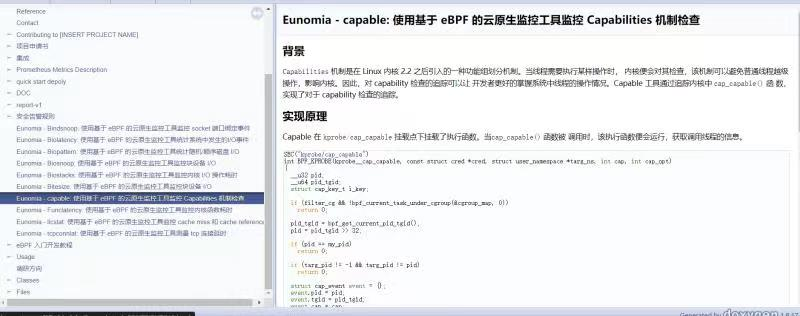 Reference
Contact
Contributing to [INSERT PROJECT NAME]
项目申请书
集成
Prometheus Metrics Description
quick start depoly
DOC
report-v1
安全告警规则
Eunomia - Bindsnoop: 使用基于 eBPF 的云原生监控工具监控 socket 端口绑定事件
Eunomia - Biolatency: 使用基于 eBPF 的云原生监控工具统计系统中发生的I/O事件
Eunomia - Biopattern: 使用基于 eBPF 的云原生监控工具统计随机/顺序磁盘 I/O
Eunomia - Biosnoop: 使用基于 eBPF 的云原生监控工具监控块设备 I/O
Eunomia - Biostacks: 使用基于 eBPF 的云原生监控工具监控内核 I/O 操作耗时
Eunomia - Bitesize: 使用基于 eBPF 的云原生监控工具监控块设备 I/O
Eunomia - capable: 使用基于 eBPF 的云原生监控工具监控 Capabilities 机制检查
Eunomia - Funclatency: 使用基于 eBPF 的云原生监控工具监控内核函数耗时
Eunomia - llcstat: 使用基于 eBPF 的云原生监控工具监控 cache miss 和 cache reference
Eunomia - tcpconnlat: 使用基于 eBPF 的云原生监控工具测量 tcp 连接延时
eBPF 入门开发教程
Usage
调研方向
Classes
Files
Eunomia - capable: 使用基于 eBPF 的云原生监控工具监控 Capabilities 机制检查
背景
Capabilities 机制是在 Linux 内核 2.2 之后引入的一种功能组划分机制。当线程需要执行某样操作时， 内核便会对其检查，该机制可以避免普通线程越级
操作，影响内核。因此，对 capability 检查的追踪可以让 开发者更好的掌握系统中线程的操作情况。Capable 工具通过追踪内核中 cap_capable() 函 数，
实现了对于 capability 检查的追踪。
实现原理
Capable 在 kprobe/cap_capable 挂载点下挂载了执行函数。当cap_capable() 函数被 调用时，该执行函数便会运行，获取调用线程的信息。
SEC("kprobe/cap_capable")
int BPF_KPROBE(kprobe__cap_capable, const struct cred *cred, struct user_namespace *targ_ns, int cap, int cap_opt)
{
__u32 pid;
__u64 pid_tgid;
struct cap_key_t i_key;
if (filter_cg && !bpf_current_task_under_cgroup(&cgroup_map, 0))
return 0;
pid_tgid = bpf_get_current_pid_tgid();
pid = pid_tgid >> 32;
if (pid == my_pid)
return 0;
if (targ_pid != -1 && targ_pid != pid)
return 0;
struct cap_event event = {};
event.pid = pid;
event.tgid = pid_tgid;
event.cap = cap;
Generated by doxygen 1.9.17